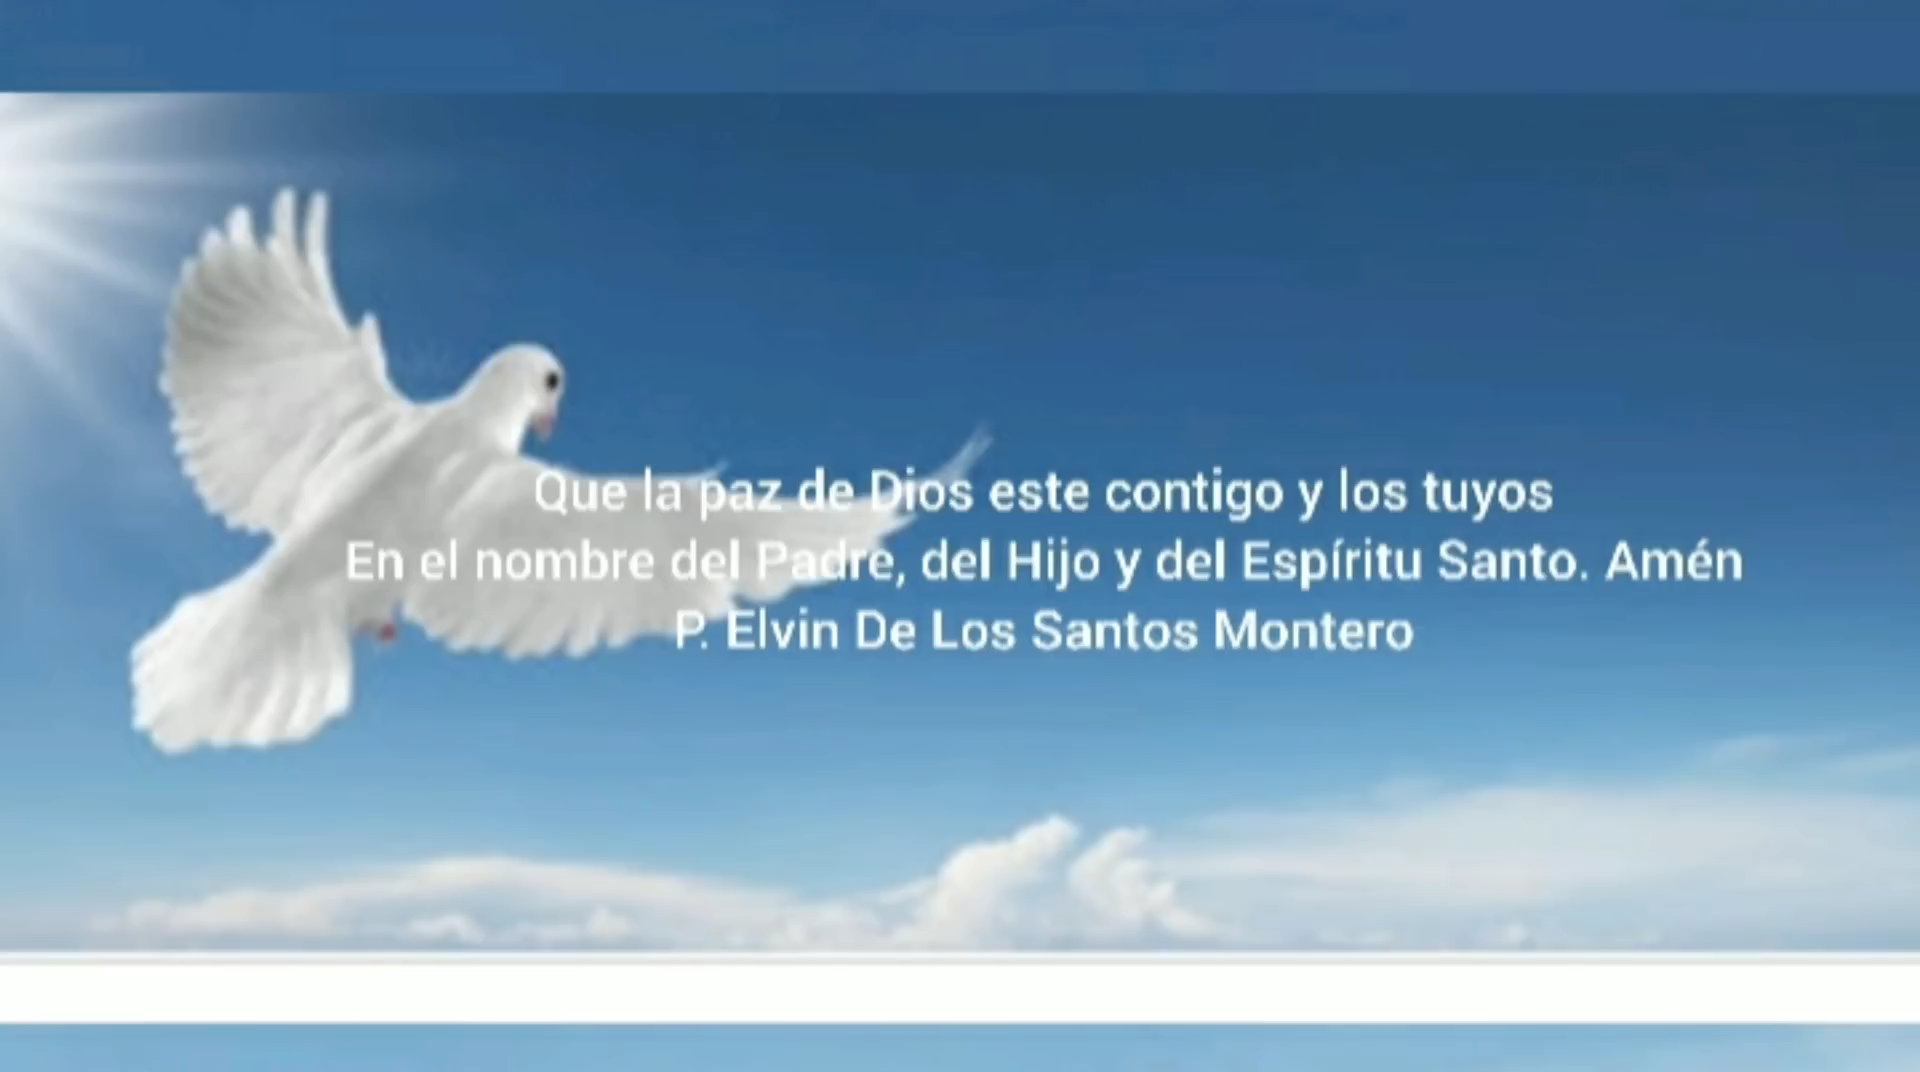 Que la paz de Dios este contigo y los tuyos
En el nombre del Padre, del Hijo y del Espíritu Santo. Amén
P. Elvin De Los Santos Montero